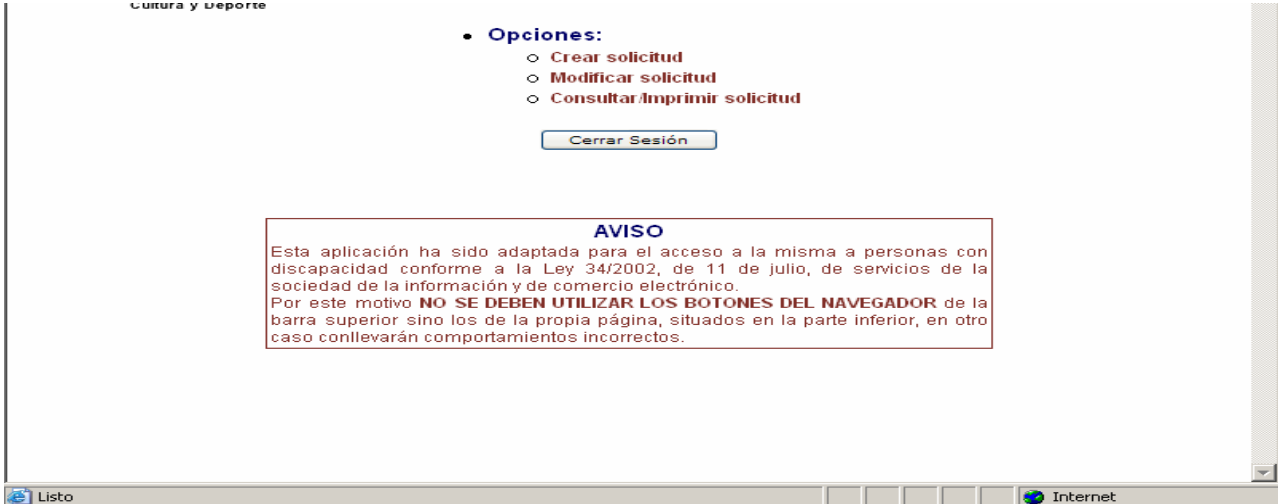 Cultura y Deporte
Opciones:
Crear solicitud
Modificar solicitud
Consultar/Imprimir solicitud
Cerrar Sesión
AVISO
Esta aplicación ha sido adaptada para el acceso a la misma a personas con
discapacidad conforme a la Ley 34/2002, de 11 de julio, de servicios de la
sociedad de la información y de comercio electrónico.
Por este motivo NO SE DEBEN UTILIZAR LOS BOTONES DEL NAVEGADOR de la
barra superior sino los de la propia página, situados en la parte inferior, en otro
caso conllevarán comportamientos incorrectos.
Listo
Internet